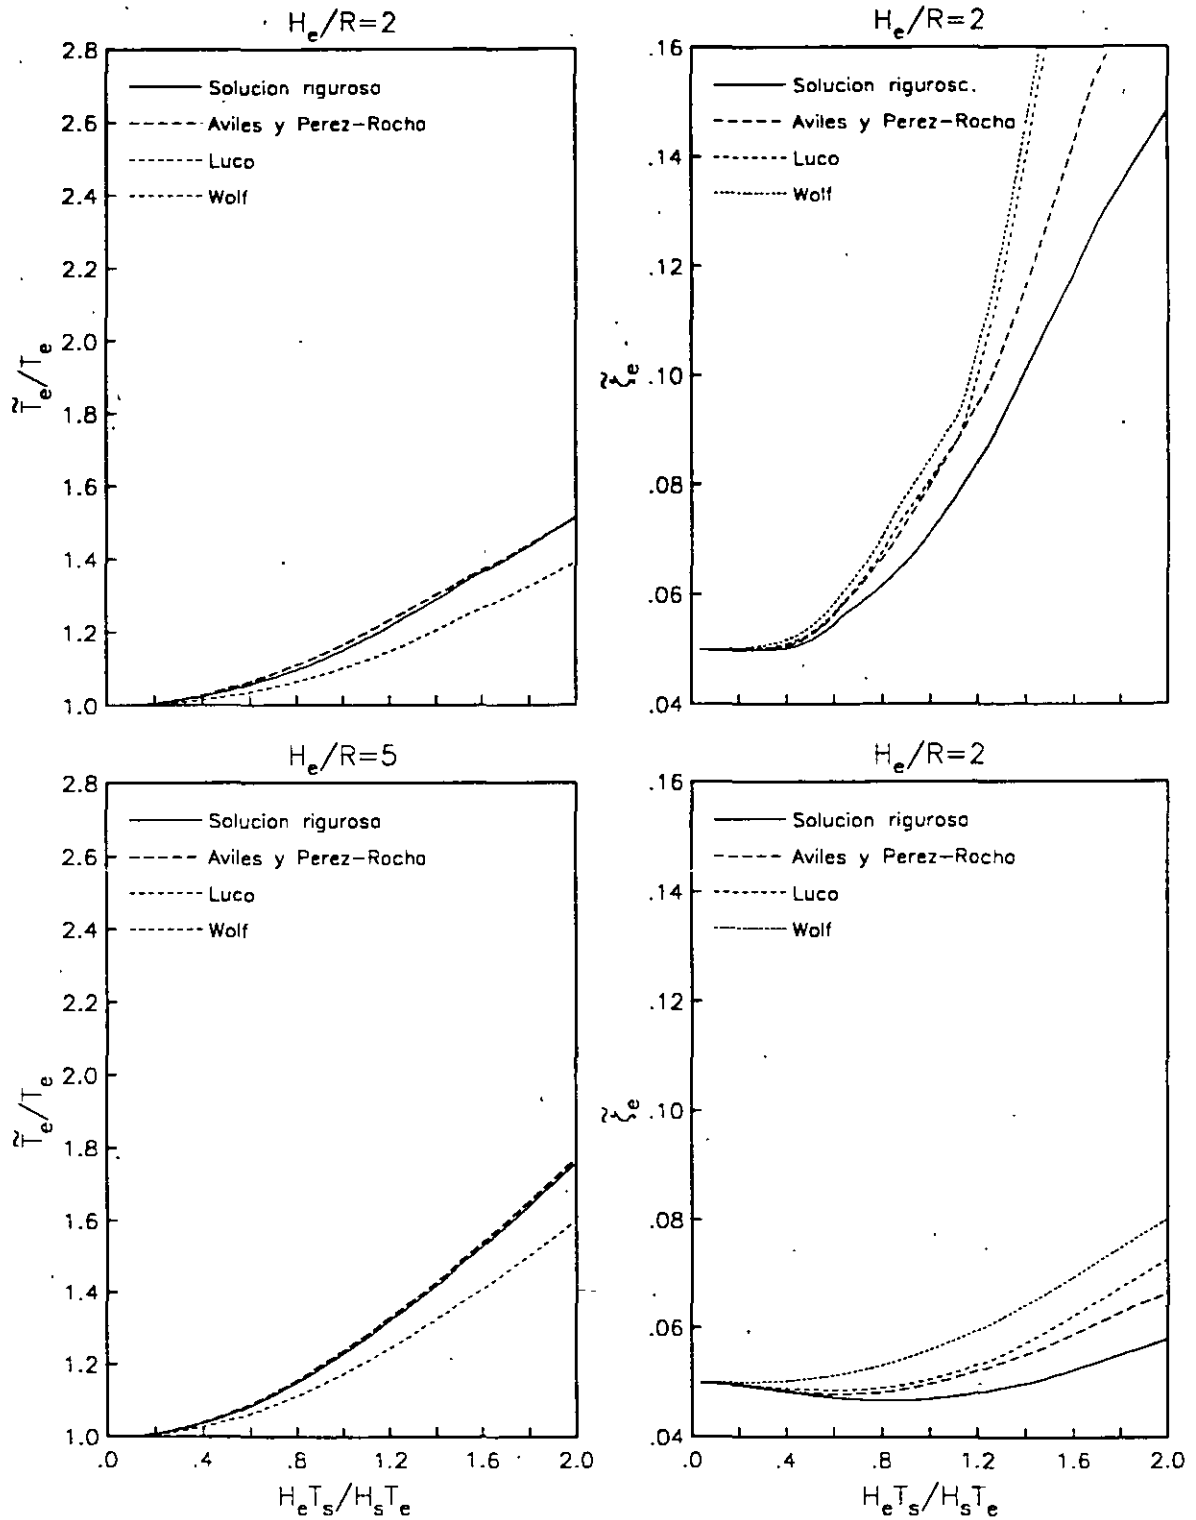 H_e/R=2
2.8
2.6
2.4
2.2
2.0
1.8
1.6
1.4
1.2
1.0
T̃_e/T_e
Solucion rigurosa
Aviles y Perez-Rocha
Luco
Wolf
H_e/R=2
.16
.14
.12
.10
.08
.06
.04
ζ̃_e
Solucion rigurosc.
Aviles y Perez-Rocha
Luco
Wolf
H_e/R=5
2.8
2.6
2.4
2.2
2.0
1.8
1.6
1.4
1.2
1.0
T̃_e/T_e
Solucion rigurosa
Aviles y Perez-Rocha
Luco
Wolf
.0 .4 .8 1.2 1.6 2.0
H_eT_s/H_sT_e
H_e/R=2
.16
.14
.12
.10
.08
.06
.04
ζ̃_e
Solucion rigurosa
Aviles y Perez-Rocha
Luco
Wolf
.0 .4 .8 1.2 1.6 2.0
H_eT_s/H_sT_e